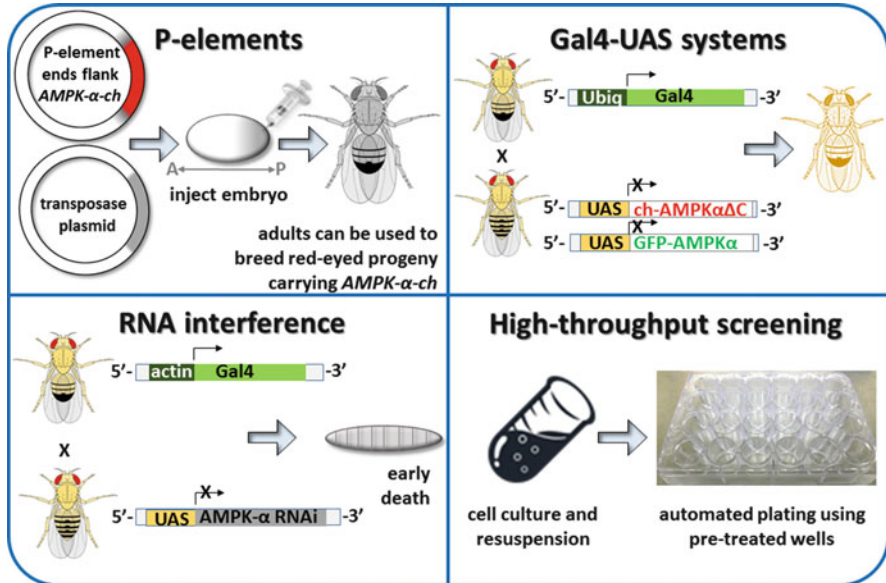 P-elements
P-element
ends flank
AMPK-α-ch
transposase
plasmid
A
P
inject embryo
adults can be used to
breed red-eyed progeny
carrying AMPK-α-ch
Gal4-UAS systems
5’-
Ubiq
Gal4
-3’
X
5’-
UAS
X
ch-AMPKαΔC
-3’
5’-
UAS
X
GFP-AMPKα
-3’
RNA interference
5’-
actin
Gal4
-3’
X
5’-
UAS
X
AMPK-α RNAi
-3’
early
death
High-throughput screening
cell culture and
resuspension
automated plating using
pre-treated wells